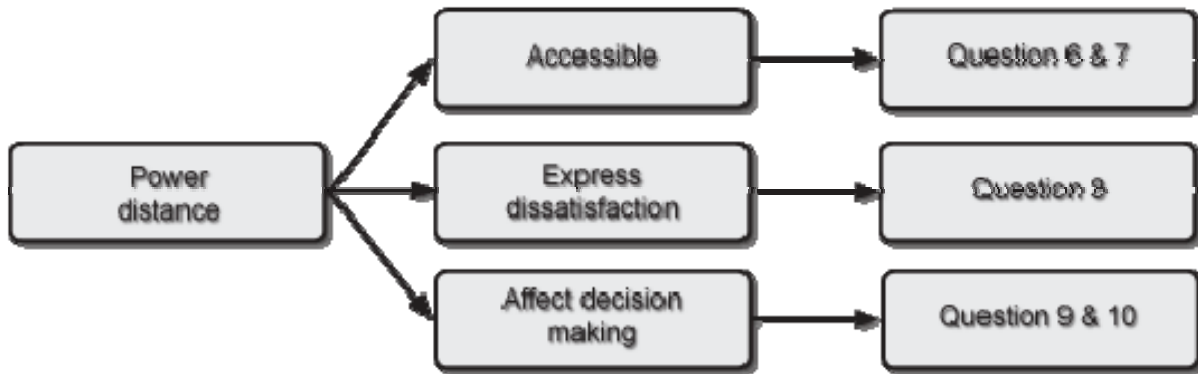 Accessible
Question 6 & 7
Power
distance
Express
dissatisfaction
Question 8
Affect decision
making
Question 9 & 10